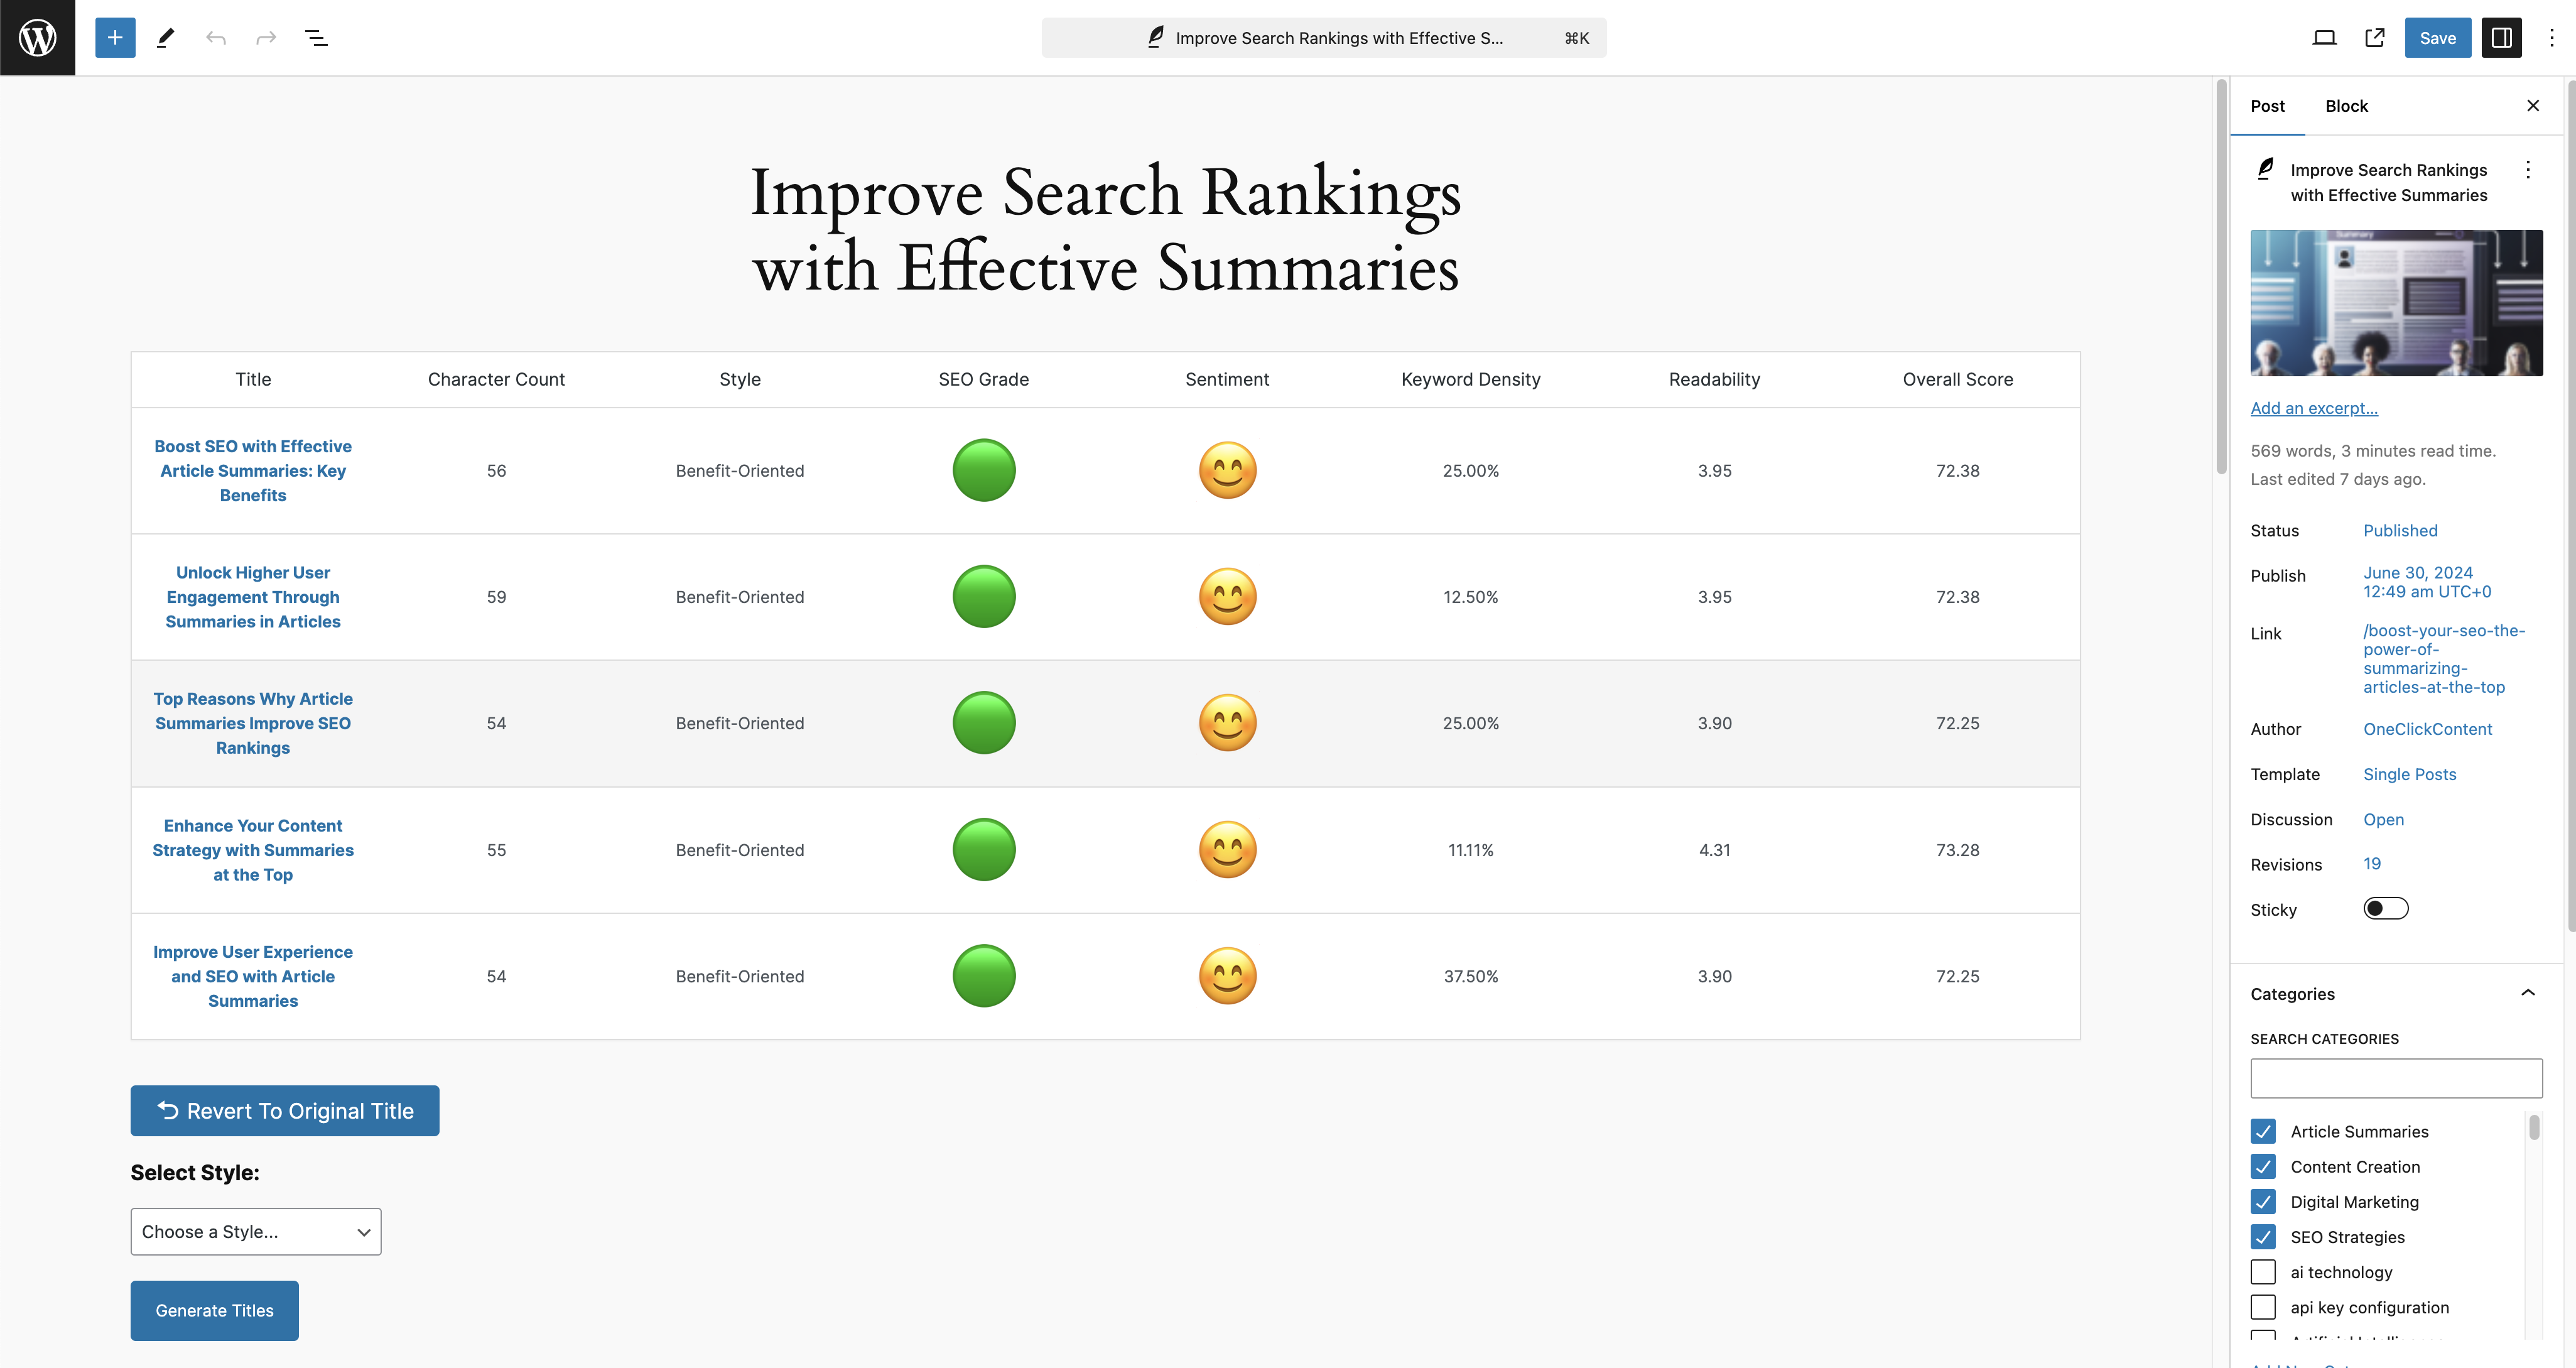 Improve Search Rankings with Effective S... ⌘K
Save
Improve Search Rankings
with Effective Summaries
Title Character Count Style SEO Grade Sentiment Keyword Density Readability Overall Score
Boost SEO with Effective
Article Summaries: Key
Benefits
56 Benefit-Oriented 25.00% 3.95 72.38
Unlock Higher User
Engagement Through
Summaries in Articles
59 Benefit-Oriented 12.50% 3.95 72.38
Top Reasons Why Article
Summaries Improve SEO
Rankings
54 Benefit-Oriented 25.00% 3.90 72.25
Enhance Your Content
Strategy with Summaries
at the Top
55 Benefit-Oriented 11.11% 4.31 73.28
Improve User Experience
and SEO with Article
Summaries
54 Benefit-Oriented 37.50% 3.90 72.25
Revert To Original Title
Select Style:
Choose a Style...
Generate Titles
Post Block
Improve Search Rankings
with Effective Summaries
Summary
Add an excerpt...
569 words, 3 minutes read time.
Last edited 7 days ago.
Status Published
Publish June 30, 2024
12:49 am UTC+0
Link /boost-your-seo-the-
power-of-
summarizing-
articles-at-the-top
Author OneClickContent
Template Single Posts
Discussion Open
Revisions 19
Sticky
Categories
SEARCH CATEGORIES
Article Summaries
Content Creation
Digital Marketing
SEO Strategies
ai technology
api key configuration